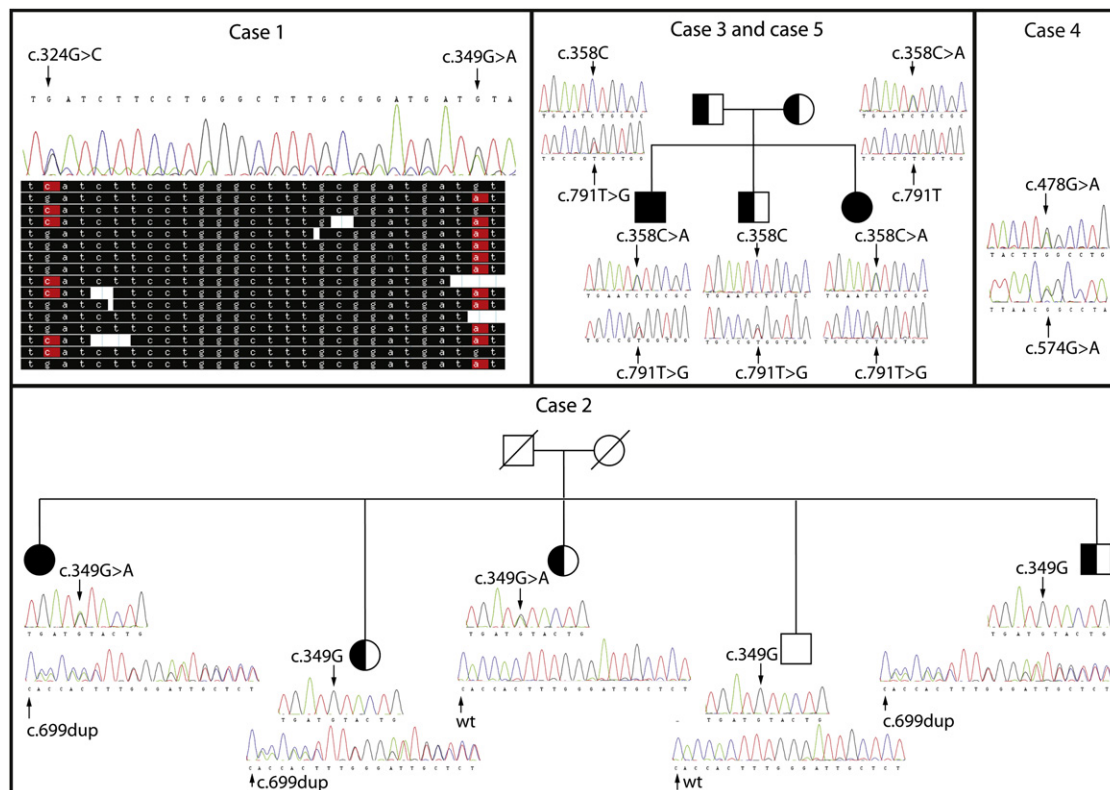 Case 1
c.324G>C c.349G>A
T G A T C T T C C T G G G C T T T G C G G A T G A T G T A
t c a t c t t c c t g g g c t t t g c g g a t g a t g t
t g a t c t t c c t g g g c t t t g c g g a t g a t a t
t c a t c t t c c t g g g c t t t g c g g a t g a t g t
t c a t c t t c c t g g g c t t t g g a t g a t a t
t g a t c t t c c t g g g c t t t c g g a t g a t a t
t g a t c t t c c t g g g c t t t g c g g a t g a t a t
t g a t c t t c c t g g g c t t t g c g g n t g a t a t
t g a t c t t c c t g g g c t t t g c g g a t g a t a t
t c a t c t t c c t g g g c t t t g c g g a t g a
t c a t t c c t g g g c t t t g c g g a t g a t a t
t g a t c t t c c t g g g c t t t g c g g a t g a t a t
t g a t c t t c c t g g g c t t t g c g g a t g a
t g a t c t t c c t g g g c t t t g c g g a t g a t a t
t c a t c t g g g c t t t g c g g a t g a t a t
t c a t c t t c c t g g g c t t t g c g g a t g a t g t
t g a t c t t c c t g g g c t t t g c g g a t g a t a t
Case 3 and case 5
c.358C c.358C>A
T G A A T C T G C G C T G A A T C T G C G C
T G C C G T G G T G G T G C C G T G G T G G
c.791T>G c.791T
c.358C>A c.358C c.358C>A
T G A A T C T G C G C T G A A T C T G C G C T G A A T C T G C G C
T G C C G T G G T G G T G C C G T G G T G G T G C C G T G G T G G
c.791T>G c.791T>G c.791T>G
Case 4
c.478G>A
T A C T T G G C C T G
T T A A C G G C C T A
c.574G>A
Case 2
c.349G>A
T G A T G T A C T G
C A C C A C T T T G G G A T T G C T C T
c.699dup
c.349G
T G A T G T A C T G
C A C C A C T T T G G G A T T G C T C T
c.699dup
c.349G>A
T G A T G T A C T G
C A C C A C T T T G G G A T T G C T C T
wt
c.349G
T G A T G T A C T G
C A C C A C T T T G G G A T T G C T C T
wt
c.349G
T G A T G T A C T G
C A C C A C T T T G G G A T T G C T C T
c.699dup